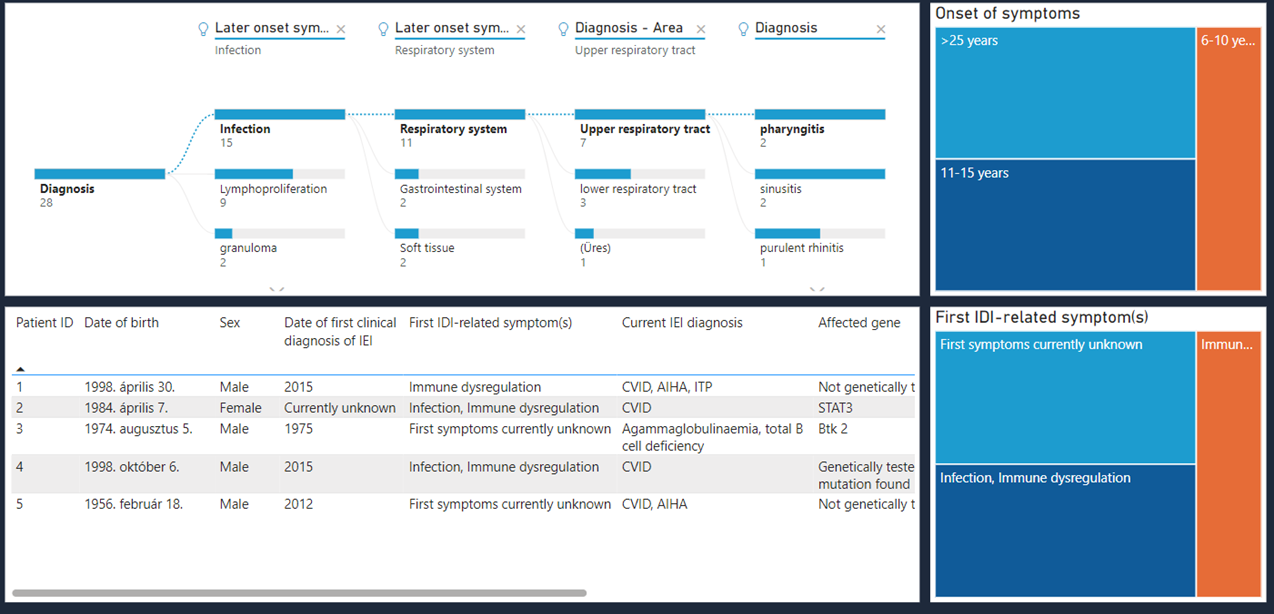 Later onset sym...
Later onset sym...
Diagnosis - Area
Diagnosis
Infection
Respiratory system
Upper respiratory tract
Infection
15
Respiratory system
11
Upper respiratory tract
7
pharyngitis
2
Diagnosis
28
Lymphoproliferation
9
Gastrointestinal system
2
lower respiratory tract
3
sinusitis
2
granuloma
2
Soft tissue
2
(Üres)
1
purulent rhinitis
1
Onset of symptoms
>25 years
6-10 ye...
11-15 years
Patient ID Date of birth Sex Date of first clinical diagnosis of IEI First IDI-related symptom(s) Current IEI diagnosis Affected gene
1 1998. április 30. Male 2015 Immune dysregulation CVID, AIHA, ITP Not genetically t
2 1984. április 7. Female Currently unknown Infection, Immune dysregulation CVID STAT3
3 1974. augusztus 5. Male 1975 First symptoms currently unknown Agammaglobulinaemia, total B cell deficiency Btk 2
4 1998. október 6. Male 2015 Infection, Immune dysregulation CVID Genetically teste mutation found
5 1956. február 18. Male 2012 First symptoms currently unknown CVID, AIHA Not genetically t
First IDI-related symptom(s)
First symptoms currently unknown
Immun...
Infection, Immune dysregulation